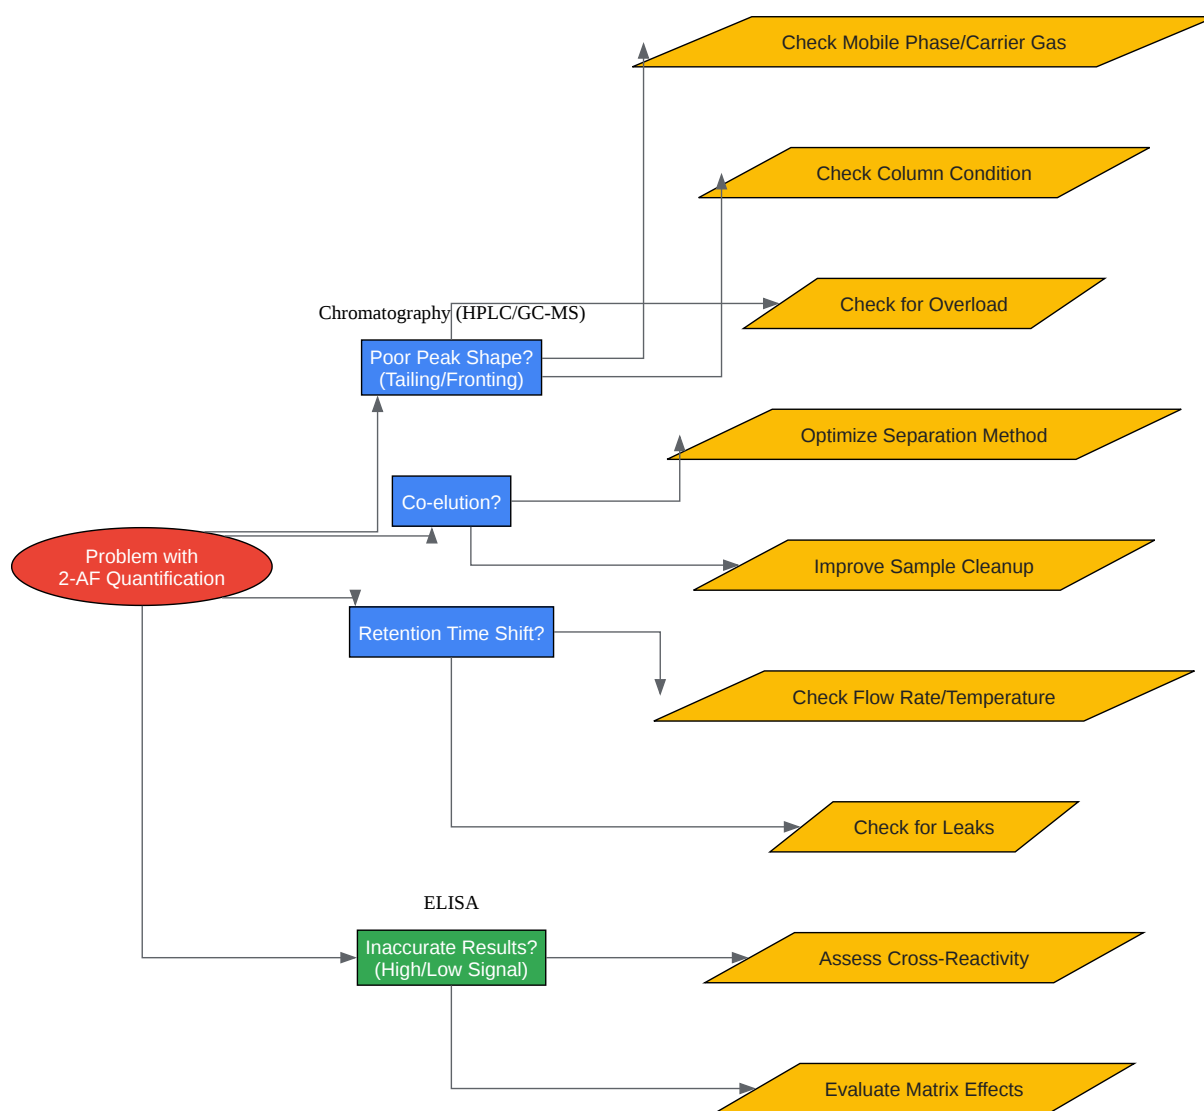 Check Mobile Phase/Carrier Gas
Check Column Condition
Check for Overload
Chromatography (HPLC/GC-MS)
Poor Peak Shape?
(Tailing/Fronting)
Optimize Separation Method
Co-elution?
Problem with
2-AF Quantification
Improve Sample Cleanup
Retention Time Shift?
Check Flow Rate/Temperature
Check for Leaks
ELISA
Inaccurate Results?
(High/Low Signal)
Assess Cross-Reactivity
Evaluate Matrix Effects